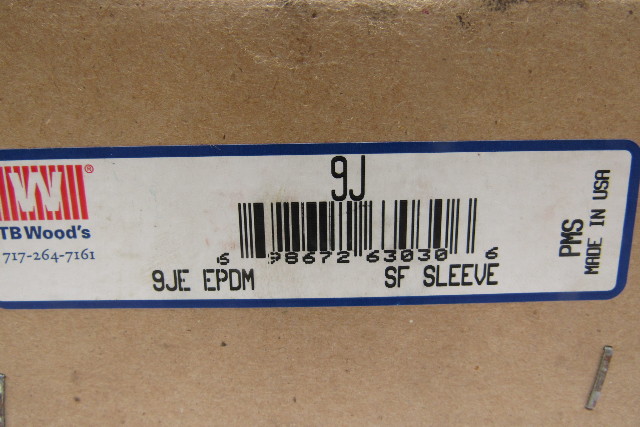 9J
W®
TB Wood's
717-264-7161
6 98672 63030 6
9JE EPDM SF SLEEVE
PMS
MADE IN USA